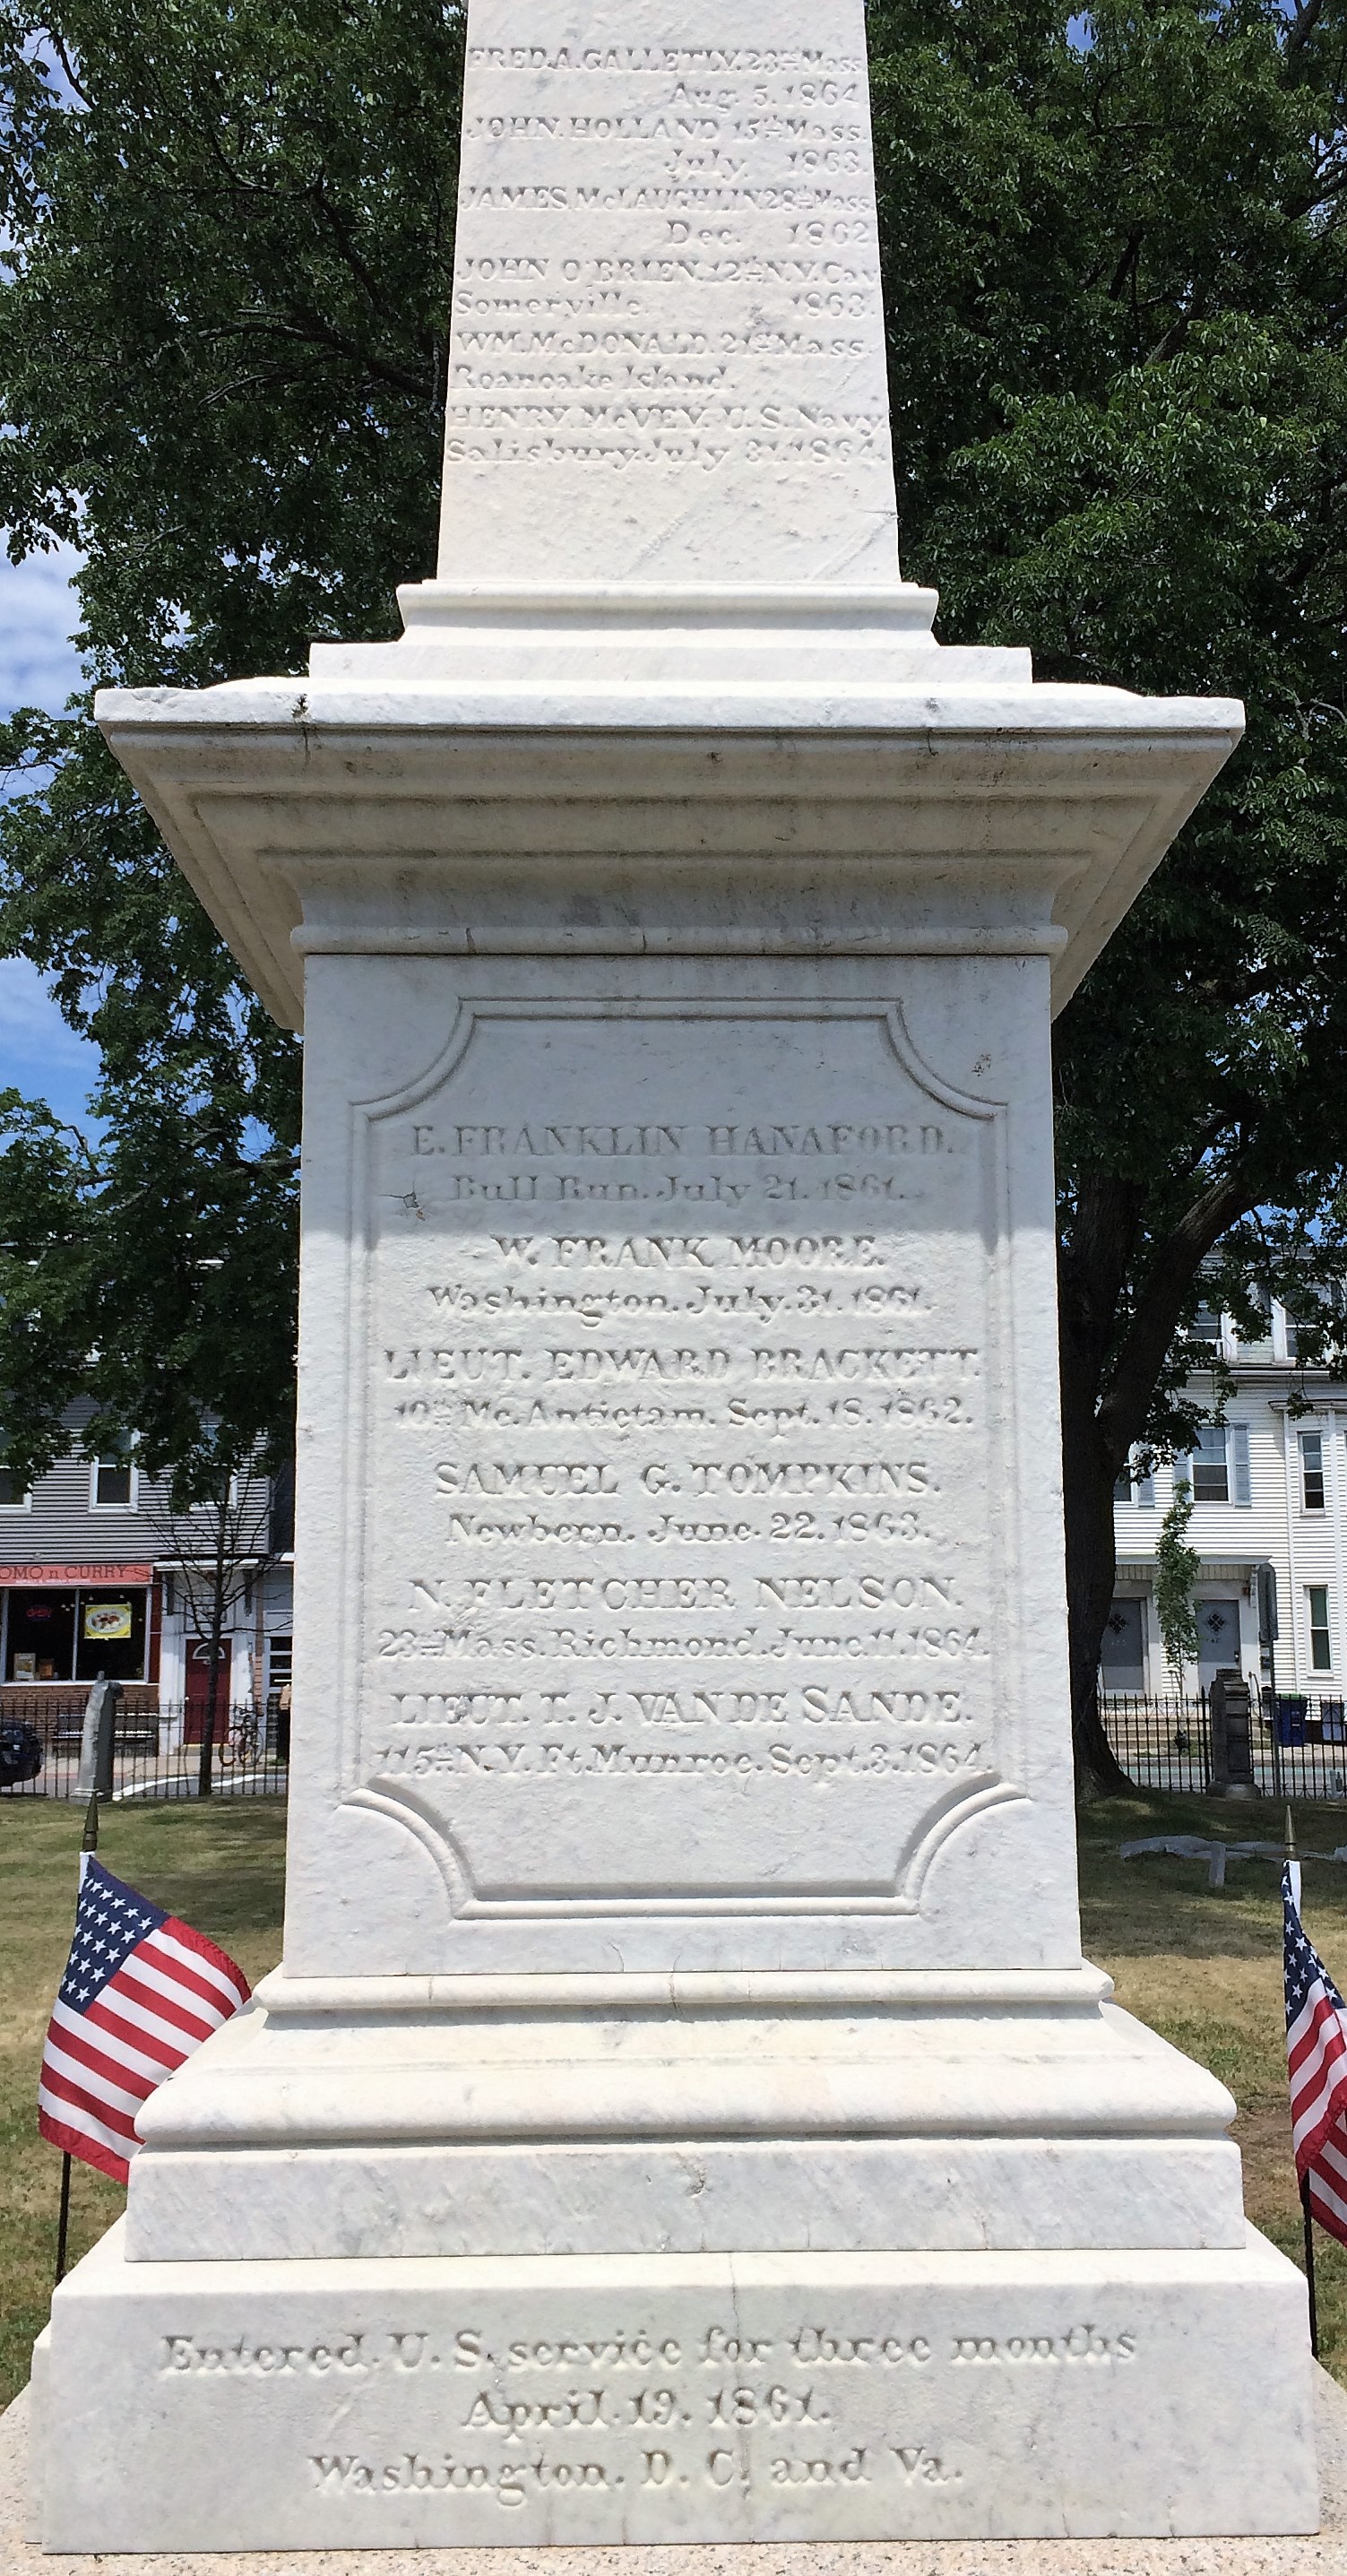 FRED.A.GALLETLY.23th Mass
Aug. 5.1864
JOHN.HOLLAND 15th Mass.
July, 1863.
JAMES McLAUGHLIN 28th Mass
Dec. 1862
JOHN O'BRIEN.12th N.Y.Cav
Somerville. 1863.
WM.McDONALD.21st Mass.
Roanoake Island.
HENRY.McVEY. U.S.Navy
Salisbury.July 31.1864.
E.FRANKLIN HANAFORD.
Bull Run. July 21. 1861.
W. FRANK MOORE.
Washington. July. 31. 1861.
LIEUT. EDWARD BRACKETT.
10th Me. Antietam. Sept. 18. 1862.
SAMUEL G. TOMPKINS.
Newbern. June. 22. 1863.
N. FLETCHER NELSON.
23th Mass. Richmond. June. 11. 1864.
LIEUT. T. J. VAN DE SANDE.
115th N.Y. Ft. Munroe. Sept. 3. 1864
OMO n CURRY
OPEN
Entered. U. S. service for three months
April. 19. 1861.
Washington. D. C. and Va.